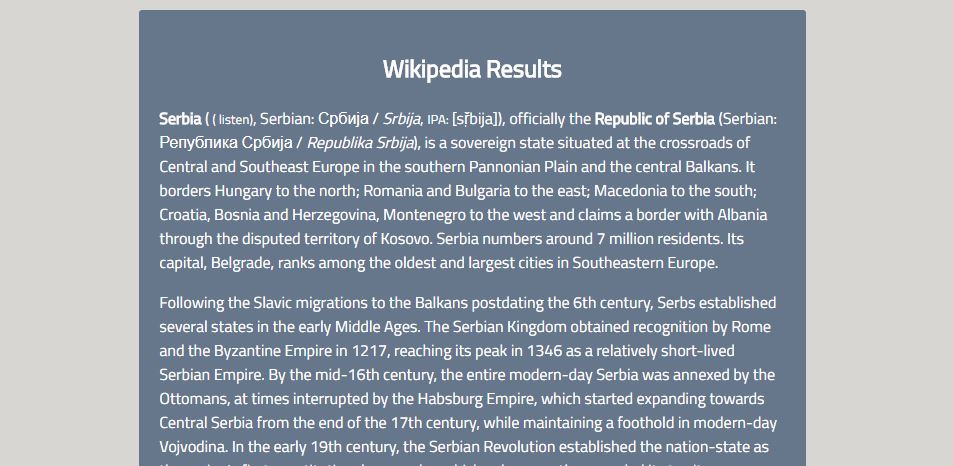 Wikipedia Results
Serbia ( ( listen), Serbian: Србија / Srbija, IPA: [sř̩bija]), officially the Republic of Serbia (Serbian:
Република Србија / Republika Srbija), is a sovereign state situated at the crossroads of
Central and Southeast Europe in the southern Pannonian Plain and the central Balkans. It
borders Hungary to the north; Romania and Bulgaria to the east; Macedonia to the south;
Croatia, Bosnia and Herzegovina, Montenegro to the west and claims a border with Albania
through the disputed territory of Kosovo. Serbia numbers around 7 million residents. Its
capital, Belgrade, ranks among the oldest and largest cities in Southeastern Europe.
Following the Slavic migrations to the Balkans postdating the 6th century, Serbs established
several states in the early Middle Ages. The Serbian Kingdom obtained recognition by Rome
and the Byzantine Empire in 1217, reaching its peak in 1346 as a relatively short-lived
Serbian Empire. By the mid-16th century, the entire modern-day Serbia was annexed by the
Ottomans, at times interrupted by the Habsburg Empire, which started expanding towards
Central Serbia from the end of the 17th century, while maintaining a foothold in modern-day
Vojvodina. In the early 19th century, the Serbian Revolution established the nation-state as